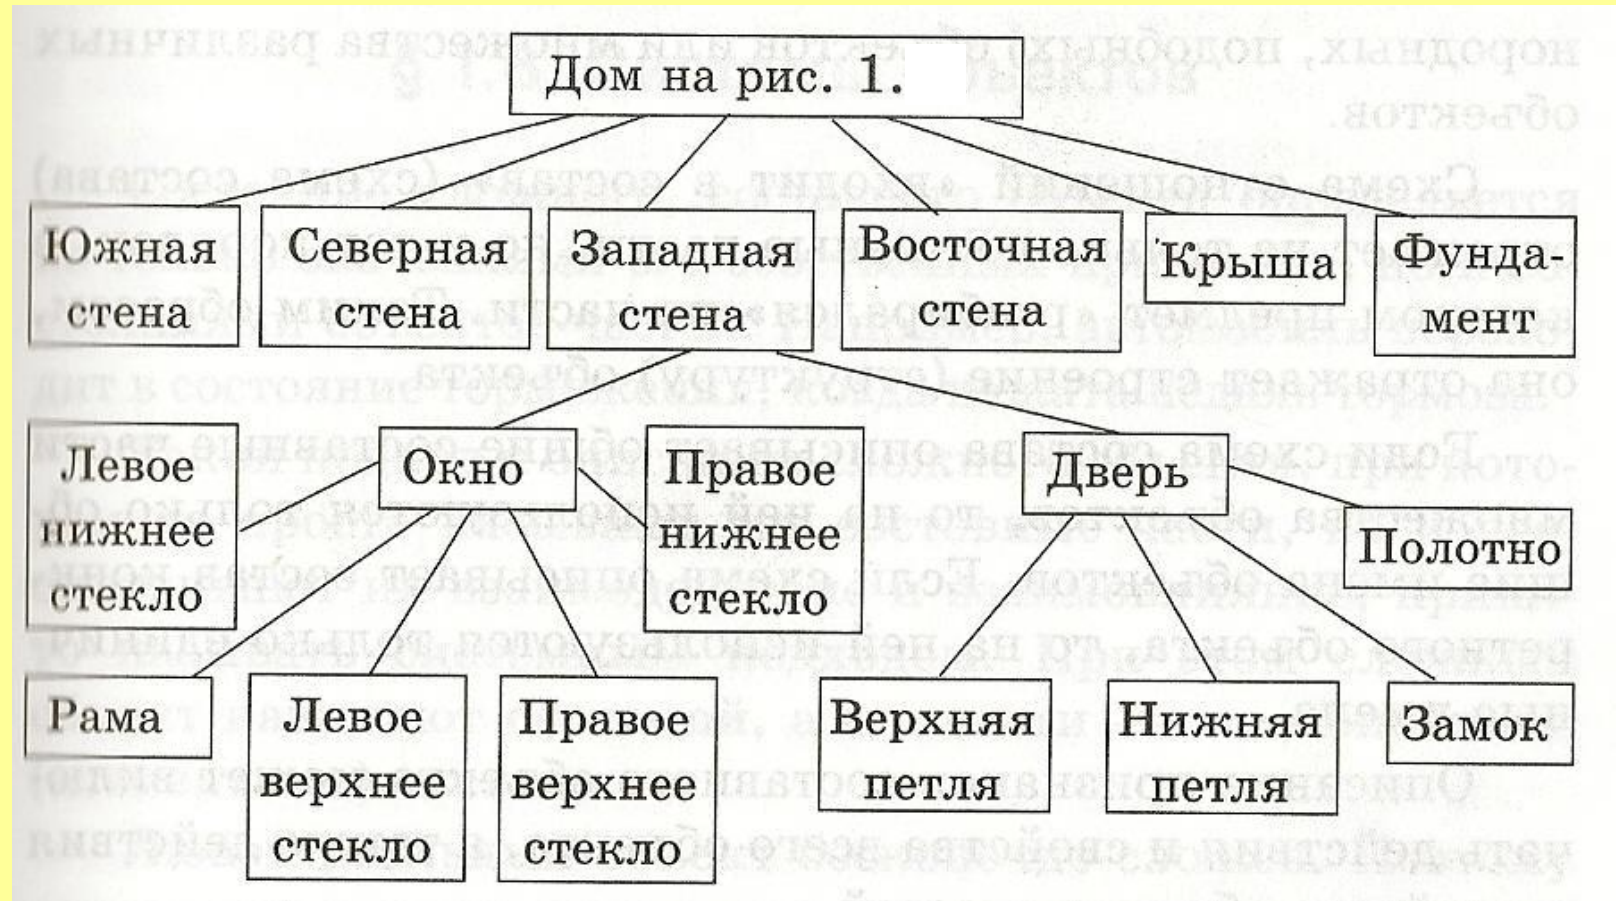 Дом на рис. 1.
Южная
стена
Северная
стена
Западная
стена
Восточная
стена
Крыша
Фунда-
мент
Левое
нижнее
стекло
Окно
Правое
нижнее
стекло
Дверь
Полотно
Рама
Левое
верхнее
стекло
Правое
верхнее
стекло
Верхняя
петля
Нижняя
петля
Замок